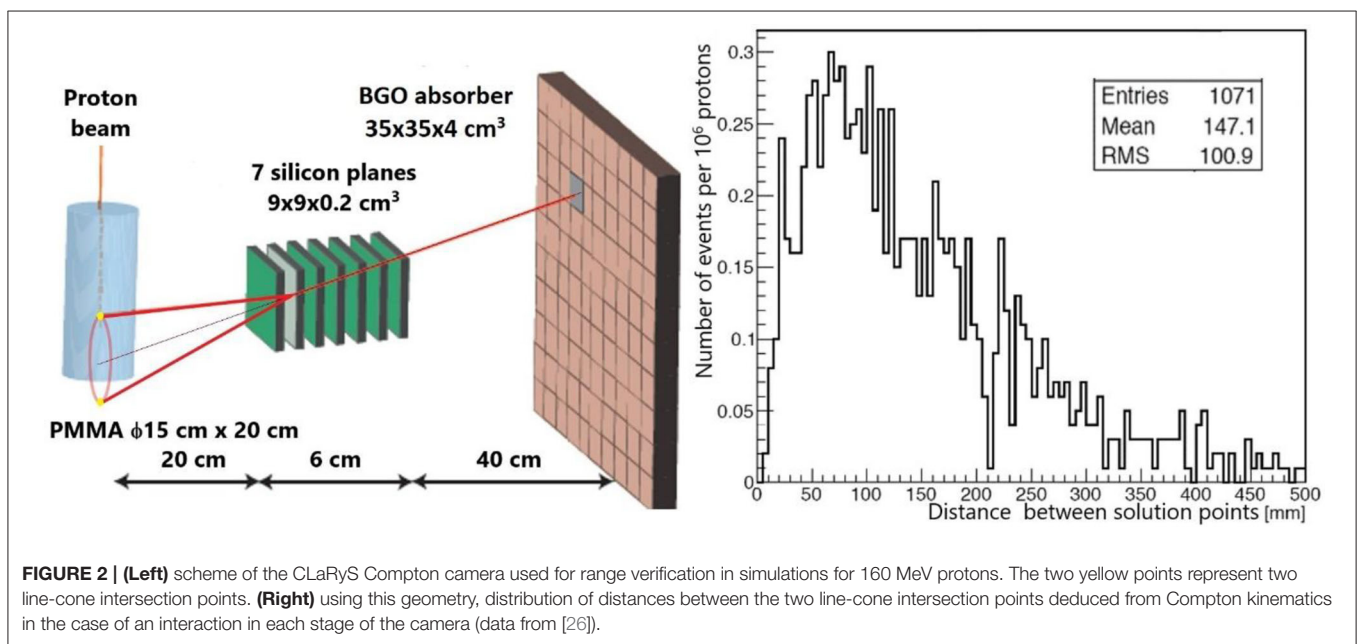 Proton
beam
BGO absorber
35x35x4 cm³
7 silicon planes
9x9x0.2 cm³
PMMA ϕ15 cm x 20 cm
20 cm
6 cm
40 cm
Number of events per 10⁶ protons
0.3
0.25
0.2
0.15
0.1
0.05
0
Entries 1071
Mean 147.1
RMS 100.9
0 50 100 150 200 250 300 350 400 450 500
Distance between solution points [mm]
FIGURE 2 | (Left) scheme of the CLaRyS Compton camera used for range verification in simulations for 160 MeV protons. The two yellow points represent two
line-cone intersection points. (Right) using this geometry, distribution of distances between the two line-cone intersection points deduced from Compton kinematics
in the case of an interaction in each stage of the camera (data from [26]).